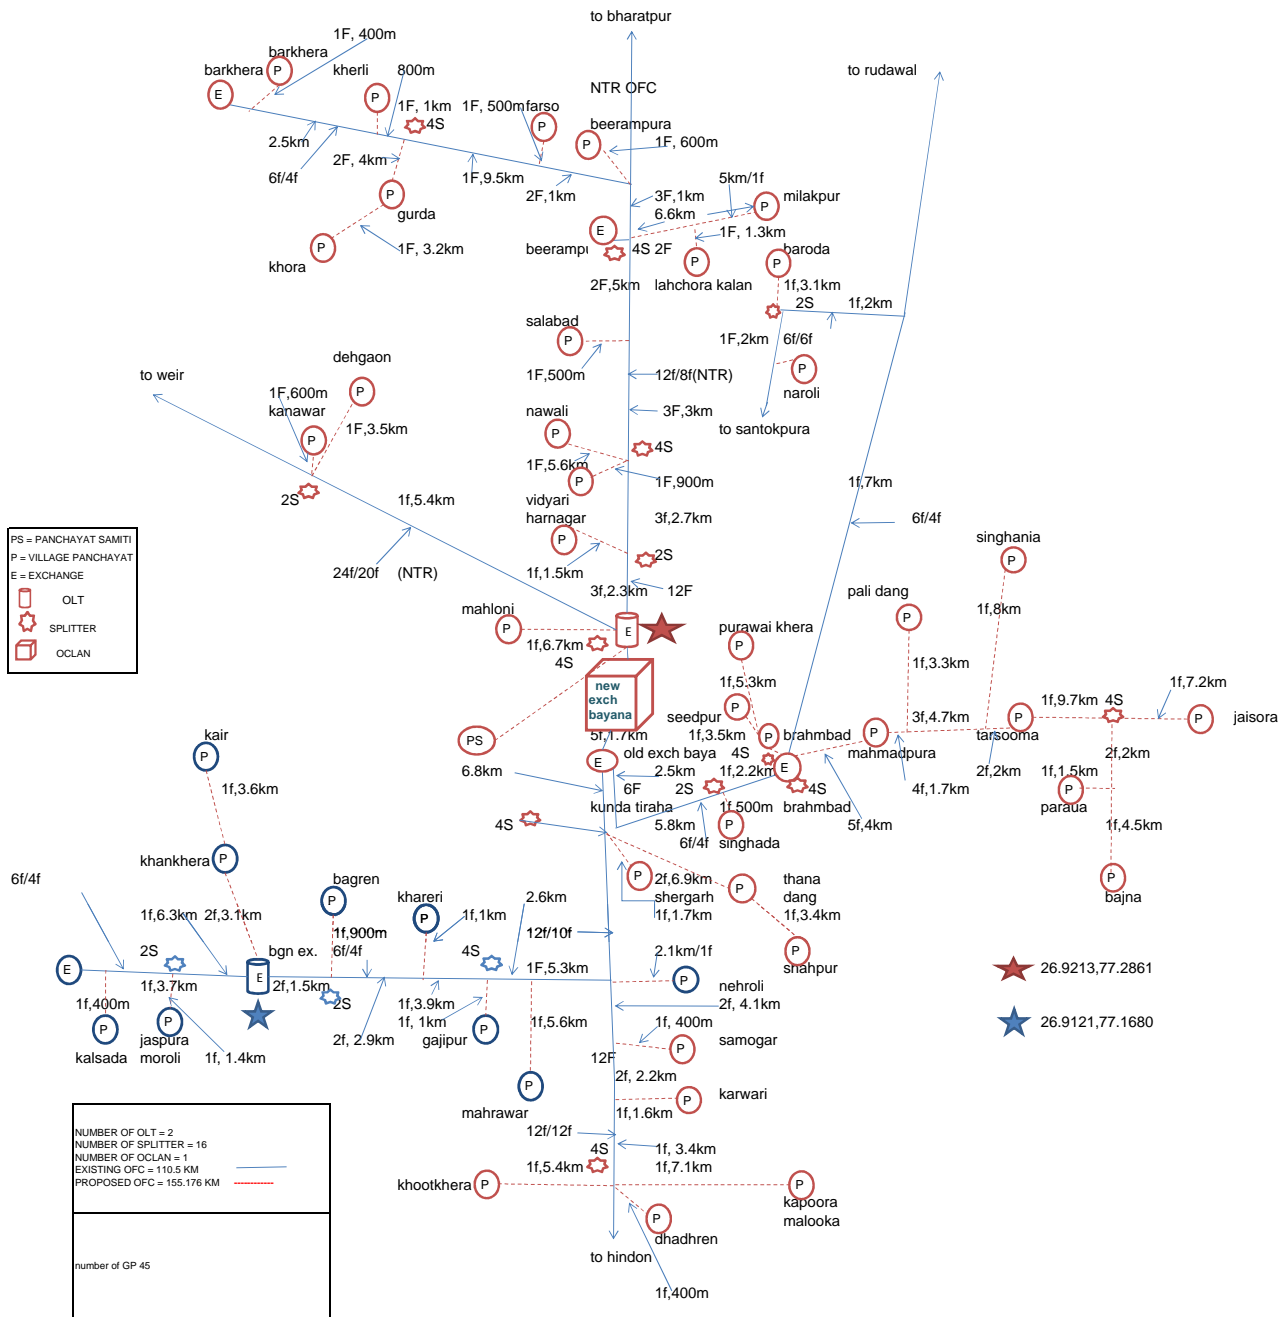 to bharatpur
1F, 400m
barkhera
barkhera
kherli
800m
to rudawal
NTR OFC
1F, 1km
4S
1F, 500m
farso
beerampura
2.5km
1F, 600m
2F, 4km
6f/4f
1F,9.5km
2F,1km
5km/1f
3F,1km
milakpur
6.6km
gurda
1F, 1.3km
beerampu
4S 2F
baroda
khora
1F, 3.2km
2F,5km
lahchora kalan
1f,3.1km
2S
1f,2km
salabad
1F,2km
6f/6f
dehgaon
to weir
1F,500m
12f/8f(NTR)
naroli
1F,600m
kanawar
nawali
3F,3km
to santokpura
1F,3.5km
4S
1F,5.6km
1F,900m
1f,7km
2S
1f,5.4km
vidyari
harnagar
3f,2.7km
6f/4f
singhania
PS = PANCHAYAT SAMITI
P = VILLAGE PANCHAYAT
E = EXCHANGE
OLT
SPLITTER
OCLAN
2S
24f/20f (NTR)
1f,1.5km
3f,2.3km
12F
pali dang
mahloni
1f,8km
purawai khera
1f,6.7km
4S
1f,3.3km
new
exch
bayana
1f,5.3km
1f,9.7km
4S
1f,7.2km
seedpur
3f,4.7km
jaisora
kair
PS
5f,1.7km
1f,3.5km
brahmbad
tarsooma
old exch baya
4S
mahmadpura
2f,2km
6.8km
2.5km
1f,2.2km
2f,2km
1f,1.5km
6F
2S
4S
4f,1.7km
1f,3.6km
kunda tiraha
1f,500m
brahmbad
paraua
4S
5.8km
5f,4km
1f,4.5km
6f/4f
singhada
khankhera
6f/4f
bagren
khareri
2f,6.9km
thana
dang
shergarh
bajna
1f,6.3km
2f,3.1km
2.6km
1f,1km
1f,1.7km
1f,3.4km
1f,900m
12f/10f
2S
bgn ex.
6f/4f
4S
2.1km/1f
shahpur
1F,5.3km
26.9213,77.2861
1f,3.7km
2f,1.5km
nehroli
1f,400m
2S
1f,3.9km
2f, 4.1km
1f, 1km
1f,5.6km
1f, 400m
26.9121,77.1680
2f, 2.9km
gajipur
samogar
kalsada
jaspura
moroli
1f, 1.4km
12F
2f, 2.2km
karwari
mahrawar
1f,1.6km
NUMBER OF OLT = 2
NUMBER OF SPLITTER = 16
NUMBER OF OCLAN = 1
EXISTING OFC = 110.5 KM
PROPOSED OFC = 155.176 KM
12f/12f
4S
1f, 3.4km
1f,5.4km
1f,7.1km
khootkhera
kapoora
malooka
dhadhren
to hindon
number of GP 45
1f,400m